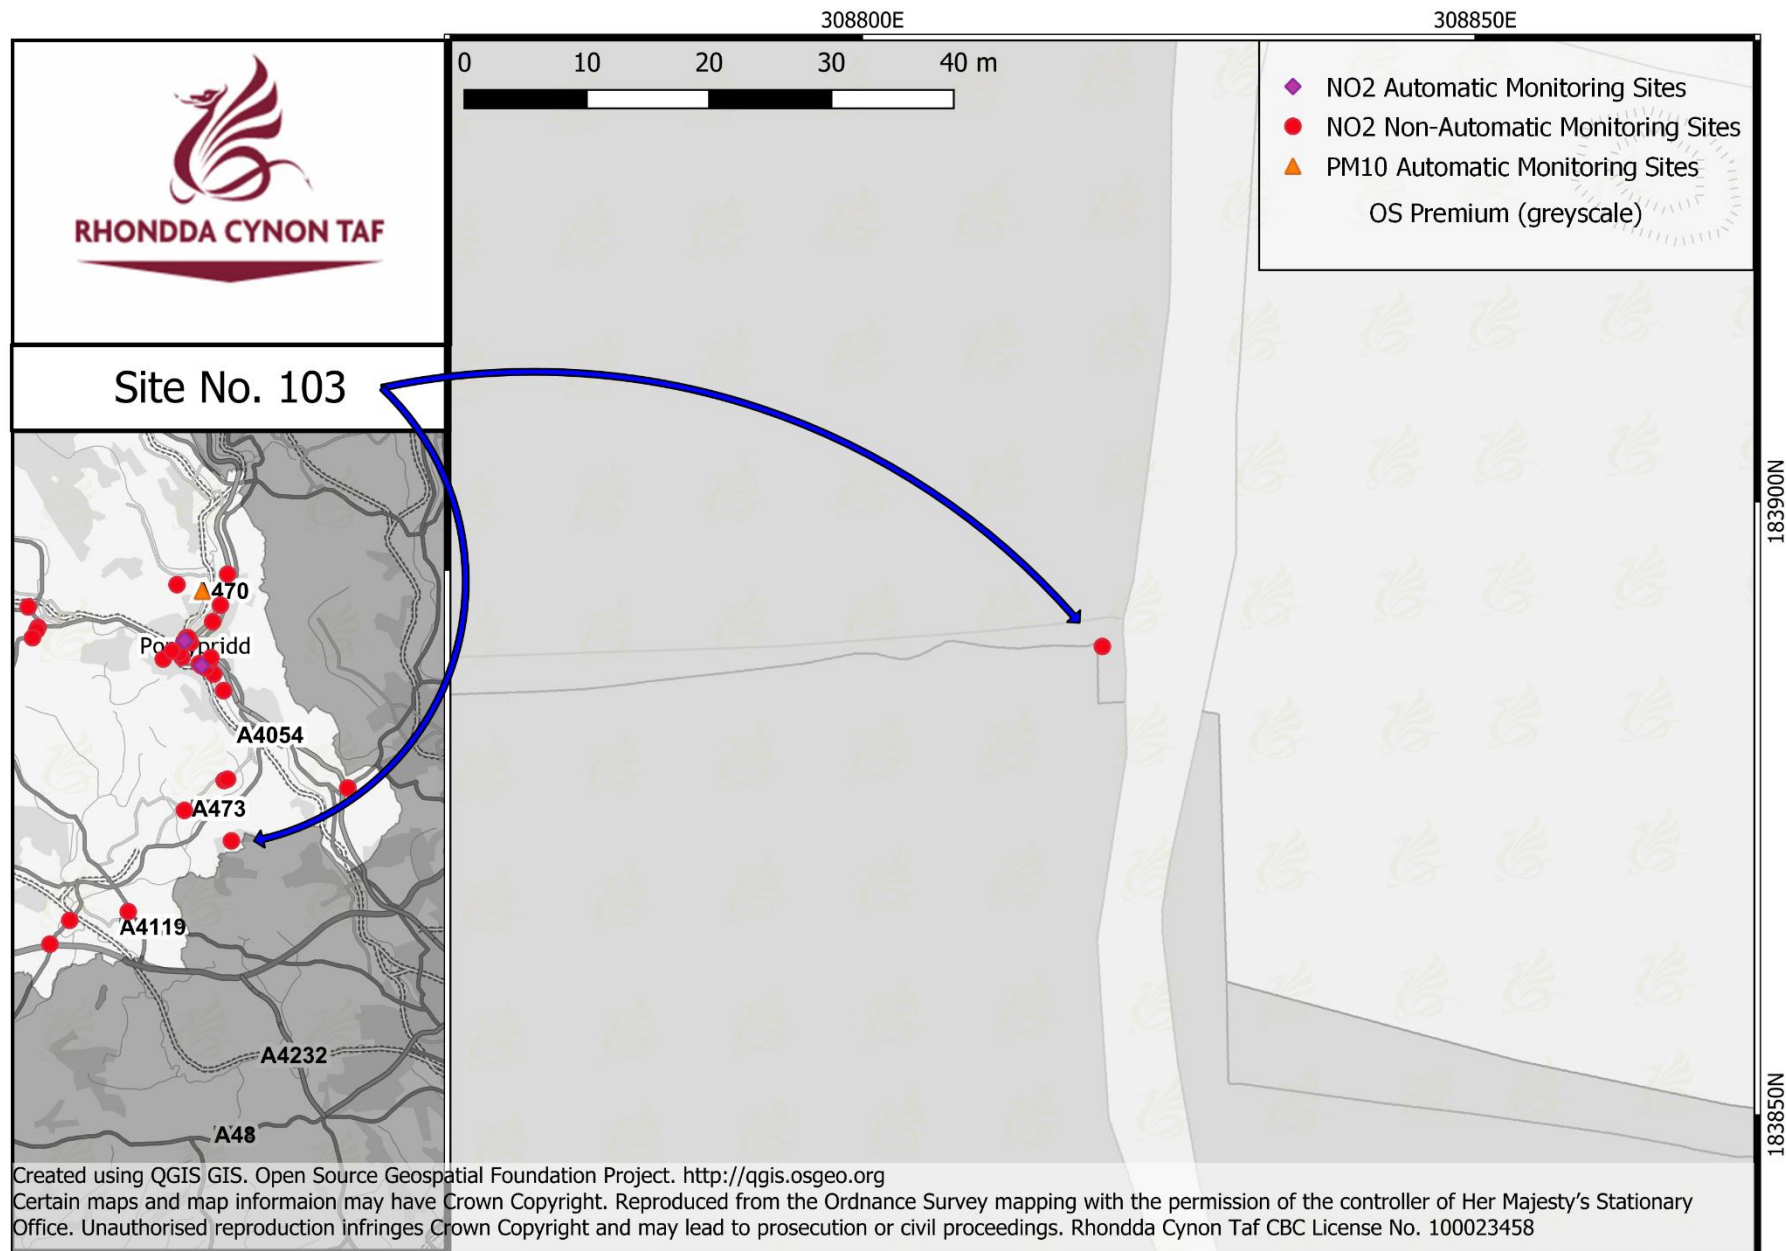 308800E
308850E
RHONDDA CYNON TAF
0 10 20 30 40 m
NO2 Automatic Monitoring Sites
NO2 Non-Automatic Monitoring Sites
PM10 Automatic Monitoring Sites
OS Premium (greyscale)
Site No. 103
183900N
470
A4054
A473
A4119
A4232
A48
183850N
Created using QGIS GIS. Open Source Geospatial Foundation Project. http://qgis.osgeo.org
Certain maps and map informaion may have Crown Copyright. Reproduced from the Ordnance Survey mapping with the permission of the controller of Her Majesty's Stationary
Office. Unauthorised reproduction infringes Crown Copyright and may lead to prosecution or civil proceedings. Rhondda Cynon Taf CBC License No. 100023458